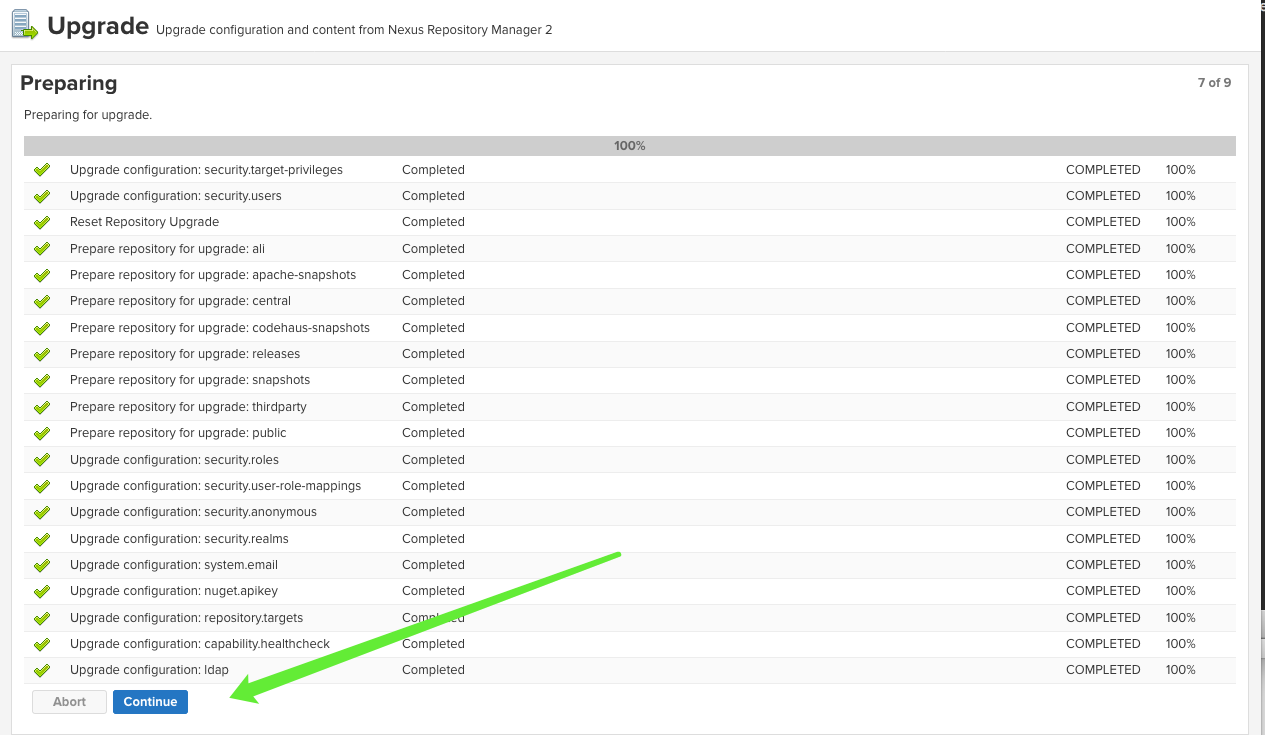 Upgrade Upgrade configuration and content from Nexus Repository Manager 2
Preparing 7 of 9
Preparing for upgrade.
100%
Upgrade configuration: security.target-privileges Completed COMPLETED 100%
Upgrade configuration: security.users Completed COMPLETED 100%
Reset Repository Upgrade Completed COMPLETED 100%
Prepare repository for upgrade: ali Completed COMPLETED 100%
Prepare repository for upgrade: apache-snapshots Completed COMPLETED 100%
Prepare repository for upgrade: central Completed COMPLETED 100%
Prepare repository for upgrade: codehaus-snapshots Completed COMPLETED 100%
Prepare repository for upgrade: releases Completed COMPLETED 100%
Prepare repository for upgrade: snapshots Completed COMPLETED 100%
Prepare repository for upgrade: thirdparty Completed COMPLETED 100%
Prepare repository for upgrade: public Completed COMPLETED 100%
Upgrade configuration: security.roles Completed COMPLETED 100%
Upgrade configuration: security.user-role-mappings Completed COMPLETED 100%
Upgrade configuration: security.anonymous Completed COMPLETED 100%
Upgrade configuration: security.realms Completed COMPLETED 100%
Upgrade configuration: system.email Completed COMPLETED 100%
Upgrade configuration: nuget.apikey Completed COMPLETED 100%
Upgrade configuration: repository.targets Completed COMPLETED 100%
Upgrade configuration: capability.healthcheck Completed COMPLETED 100%
Upgrade configuration: ldap Completed COMPLETED 100%
Abort Continue